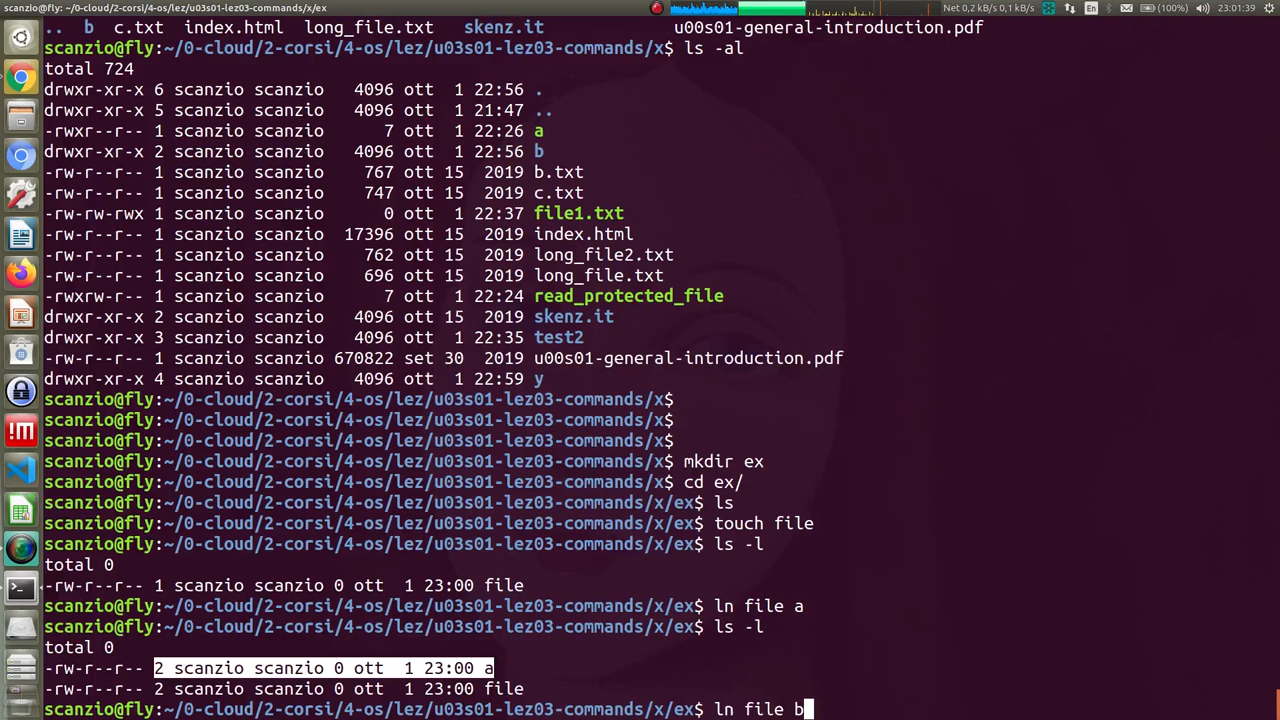 scanzio@fly: ~/0-cloud/2-corsi/4-os/lez/u03s01-lez03-commands/x/ex Net 0,2 kB/s 0,1 kB/s En (100%) 23:01:39
.. b c.txt index.html long_file.txt skenz.it u00s01-general-introduction.pdf
scanzio@fly:~/0-cloud/2-corsi/4-os/lez/u03s01-lez03-commands/x$ ls -al
total 724
drwxr-xr-x 6 scanzio scanzio 4096 ott 1 22:56 .
drwxr-xr-x 5 scanzio scanzio 4096 ott 1 21:47 ..
-rwxr--r-- 1 scanzio scanzio 7 ott 1 22:26 a
drwxr-xr-x 2 scanzio scanzio 4096 ott 1 22:56 b
-rw-r--r-- 1 scanzio scanzio 767 ott 15 2019 b.txt
-rw-r--r-- 1 scanzio scanzio 747 ott 15 2019 c.txt
-rw-rw-rwx 1 scanzio scanzio 0 ott 1 22:37 file1.txt
-rw-r--r-- 1 scanzio scanzio 17396 ott 15 2019 index.html
-rw-r--r-- 1 scanzio scanzio 762 ott 15 2019 long_file2.txt
-rw-r--r-- 1 scanzio scanzio 696 ott 15 2019 long_file.txt
-rwxrw-r-- 1 scanzio scanzio 7 ott 1 22:24 read_protected_file
drwxr-xr-x 2 scanzio scanzio 4096 ott 15 2019 skenz.it
drwxr-xr-x 3 scanzio scanzio 4096 ott 1 22:35 test2
-rwxr--r-- 1 scanzio scanzio 670822 set 30 2019 u00s01-general-introduction.pdf
drwxr-xr-x 4 scanzio scanzio 4096 ott 1 22:59 y
scanzio@fly:~/0-cloud/2-corsi/4-os/lez/u03s01-lez03-commands/x$
scanzio@fly:~/0-cloud/2-corsi/4-os/lez/u03s01-lez03-commands/x$
scanzio@fly:~/0-cloud/2-corsi/4-os/lez/u03s01-lez03-commands/x$
scanzio@fly:~/0-cloud/2-corsi/4-os/lez/u03s01-lez03-commands/x$ mkdir ex
scanzio@fly:~/0-cloud/2-corsi/4-os/lez/u03s01-lez03-commands/x$ cd ex/
scanzio@fly:~/0-cloud/2-corsi/4-os/lez/u03s01-lez03-commands/x/ex$ ls
scanzio@fly:~/0-cloud/2-corsi/4-os/lez/u03s01-lez03-commands/x/ex$ touch file
scanzio@fly:~/0-cloud/2-corsi/4-os/lez/u03s01-lez03-commands/x/ex$ ls -l
total 0
-rw-r--r-- 1 scanzio scanzio 0 ott 1 23:00 file
scanzio@fly:~/0-cloud/2-corsi/4-os/lez/u03s01-lez03-commands/x/ex$ ln file a
scanzio@fly:~/0-cloud/2-corsi/4-os/lez/u03s01-lez03-commands/x/ex$ ls -l
total 0
-rw-r--r-- 2 scanzio scanzio 0 ott 1 23:00 a
-rw-r--r-- 2 scanzio scanzio 0 ott 1 23:00 file
scanzio@fly:~/0-cloud/2-corsi/4-os/lez/u03s01-lez03-commands/x/ex$ ln file b